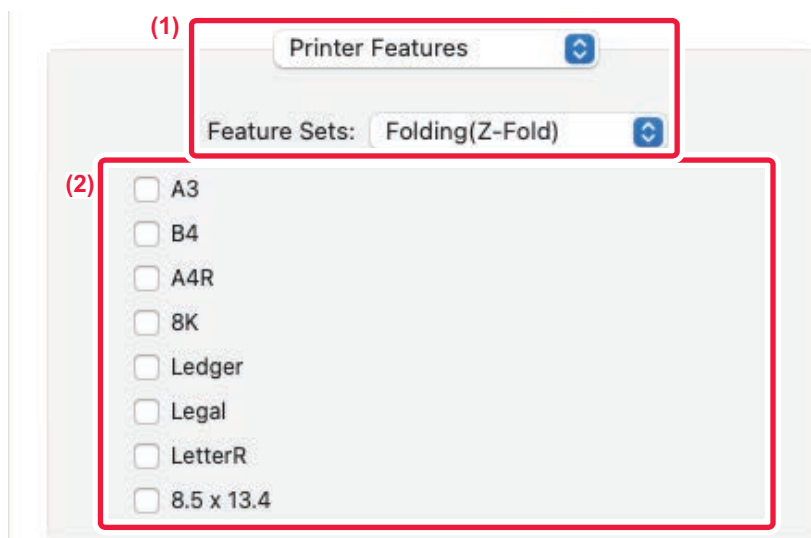 (1)
Printer Features
Feature Sets: Folding(Z-Fold)
(2)
A3
B4
A4R
8K
Ledger
Legal
LetterR
8.5 x 13.4